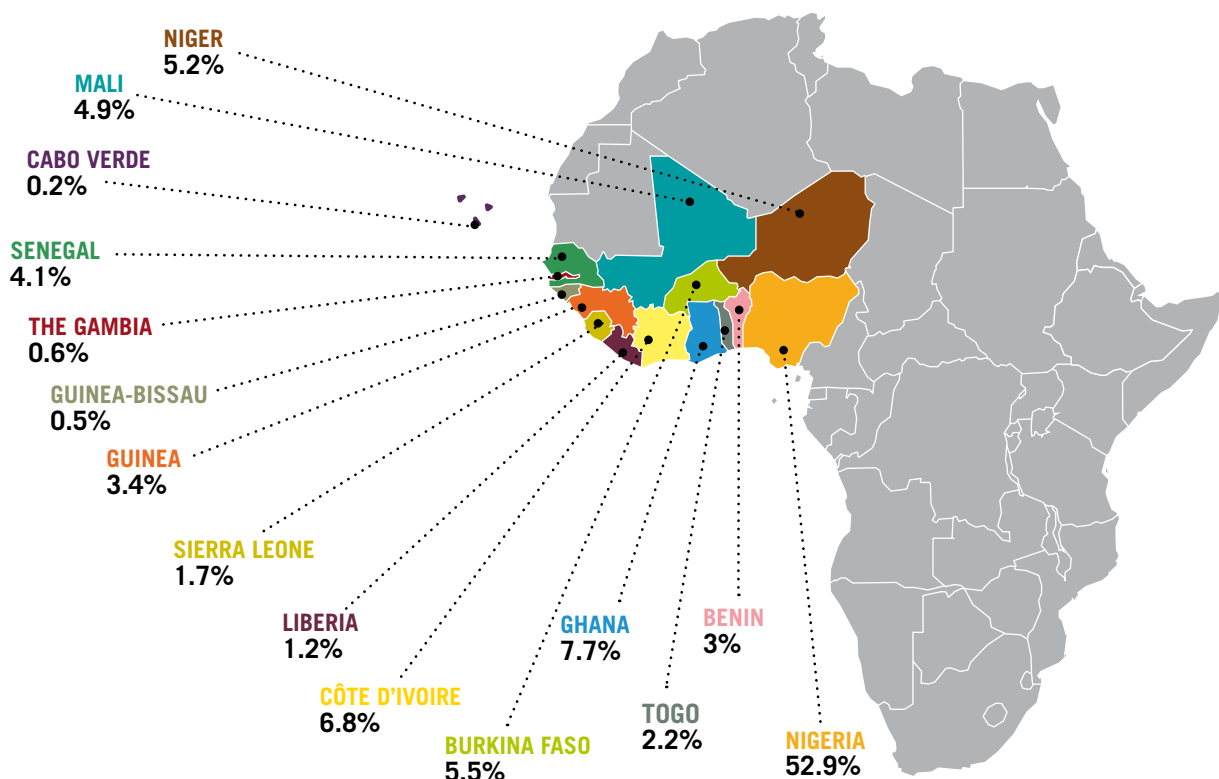 NIGER
5.2%
MALI
4.9%
CABO VERDE
0.2%
SENEGAL
4.1%
THE GAMBIA
0.6%
GUINEA-BISSAU
0.5%
GUINEA
3.4%
SIERRA LEONE
1.7%
LIBERIA
1.2%
CÔTE D'IVOIRE
6.8%
BURKINA FASO
5.5%
GHANA
7.7%
TOGO
2.2%
BENIN
3%
NIGERIA
52.9%